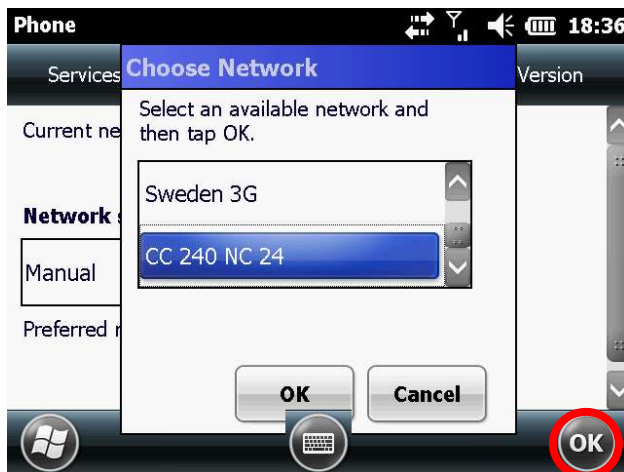 Phone 18:36
Services Version
Choose Network
Select an available network and
then tap OK.
Current ne
Sweden 3G
Network s
CC 240 NC 24
Manual
Preferred r
OK Cancel
OK